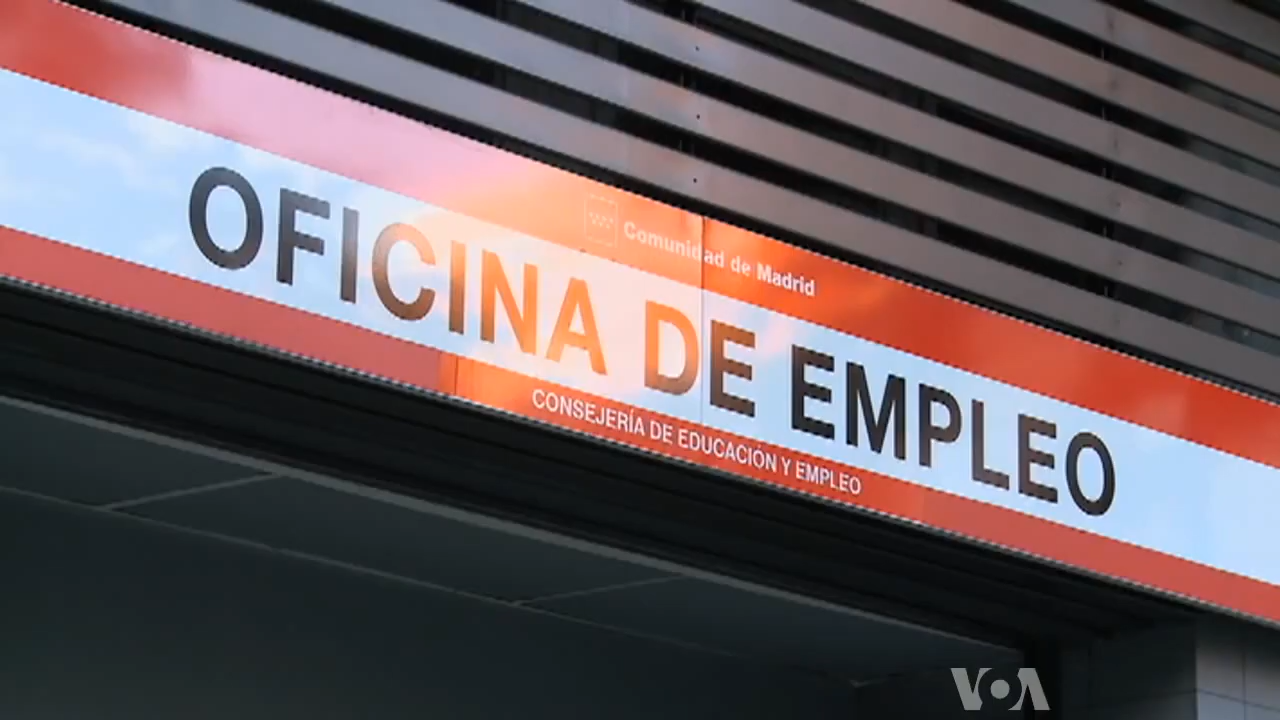 Comunidad de Madrid
OFICINA DE EMPLEO
CONSEJERÍA DE EDUCACIÓN Y EMPLEO
VOA